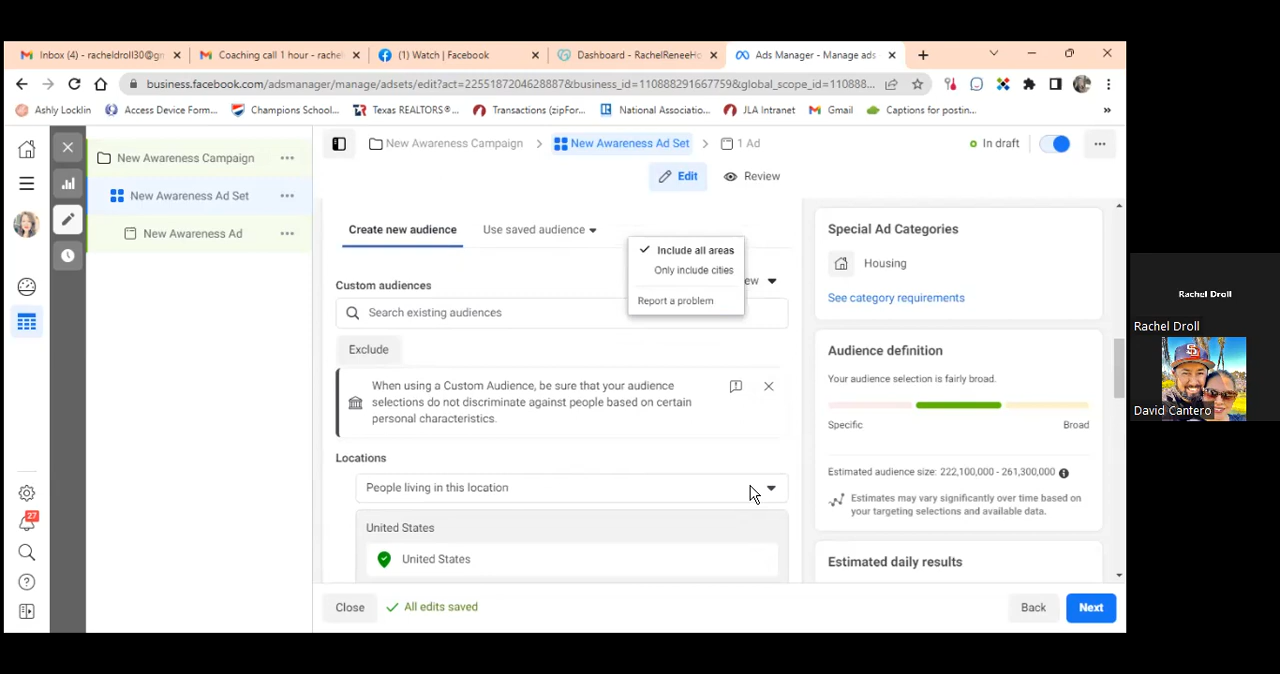 Inbox (4) - racheldroll30@gm
Coaching call 1 hour - rache
(1) Watch | Facebook
Dashboard - RachelReneeHo
Ads Manager - Manage ads
business.facebook.com/adsmanager/manage/adsets/edit?act=225518720462887&business_id=110888291667759&global_scope_id=110888...
Ashly Locklin
Access Device Form...
Champions School...
Texas REALTORS®...
Transactions (zipFor...
National Associatio...
JLA Intranet
Gmail
Captions for postin...
»
New Awareness Campaign
New Awareness Ad Set
New Awareness Ad
New Awareness Campaign > New Awareness Ad Set > 1 Ad
In draft
Edit
Review
Create new audience
Use saved audience
Include all areas
Only include cities
Report a problem
Custom audiences
ew
Search existing audiences
Exclude
When using a Custom Audience, be sure that your audience
selections do not discriminate against people based on certain
personal characteristics.
Locations
People living in this location
United States
United States
Special Ad Categories
Housing
See category requirements
Audience definition
Your audience selection is fairly broad.
Specific
Broad
Estimated audience size: 222,100,000 - 261,300,000
Estimates may vary significantly over time based on
your targeting selections and available data.
Estimated daily results
27
Close
All edits saved
Back
Next
Rachel Droll
Rachel Droll
David Cantero